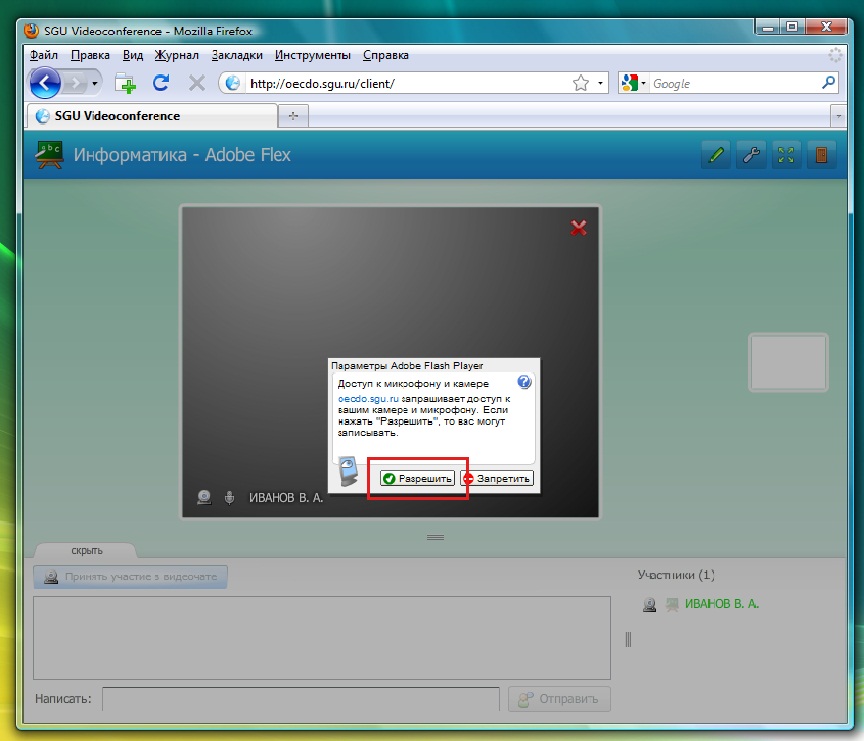 SGU Videoconference - Mozilla Firefox
Файл Правка Вид Журнал Закладки Инструменты Справка
http://oecdo.sgu.ru/client/ Google
SGU Videoconference
abc Информатика - Adobe Flex
Параметры Adobe Flash Player
Доступ к микрофону и камере
oecdo.sgu.ru запрашивает доступ к
вашим камере и микрофону. Если
нажать "Разрешить", то вас могут
записывать.
Разрешить Запретить
ИВАНОВ В. А.
скрыть
Принять участие в видеочате
Участники (1)
ИВАНОВ В. А.
Написать: Отправить